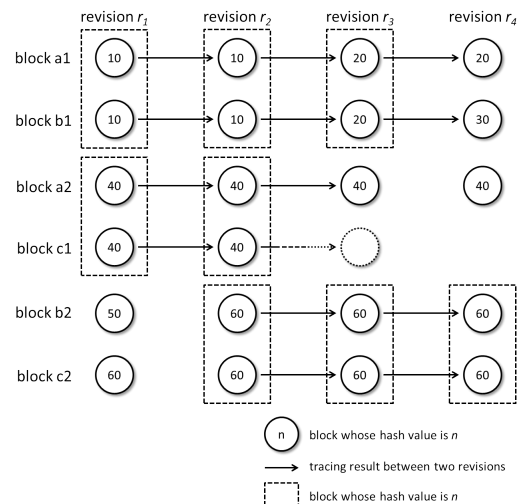 revision r1 revision r2 revision r3 revision r4
block a1 10 10 20 20
block b1 10 10 20 30
block a2 40 40 40 40
block c1 40 40
block b2 50 60 60 60
block c2 60 60 60 60
n block whose hash value is n
tracing result between two revisions
block whose hash value is n